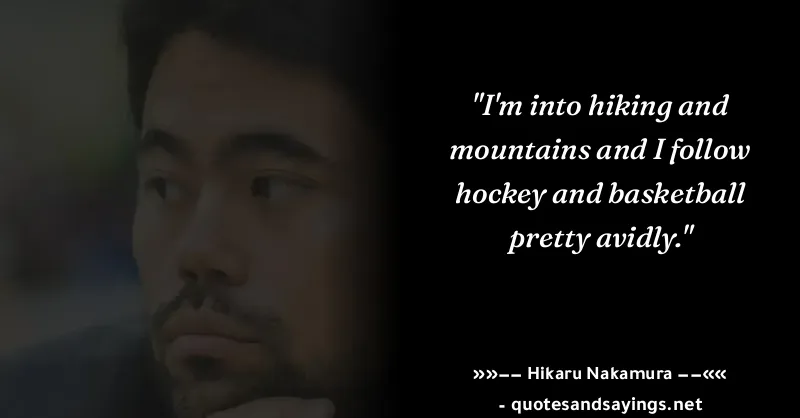 "I'm into hiking and
mountains and I follow
hockey and basketball
pretty avidly."
»»−− Hikaru Nakamura −−««
- quotesandsayings.net